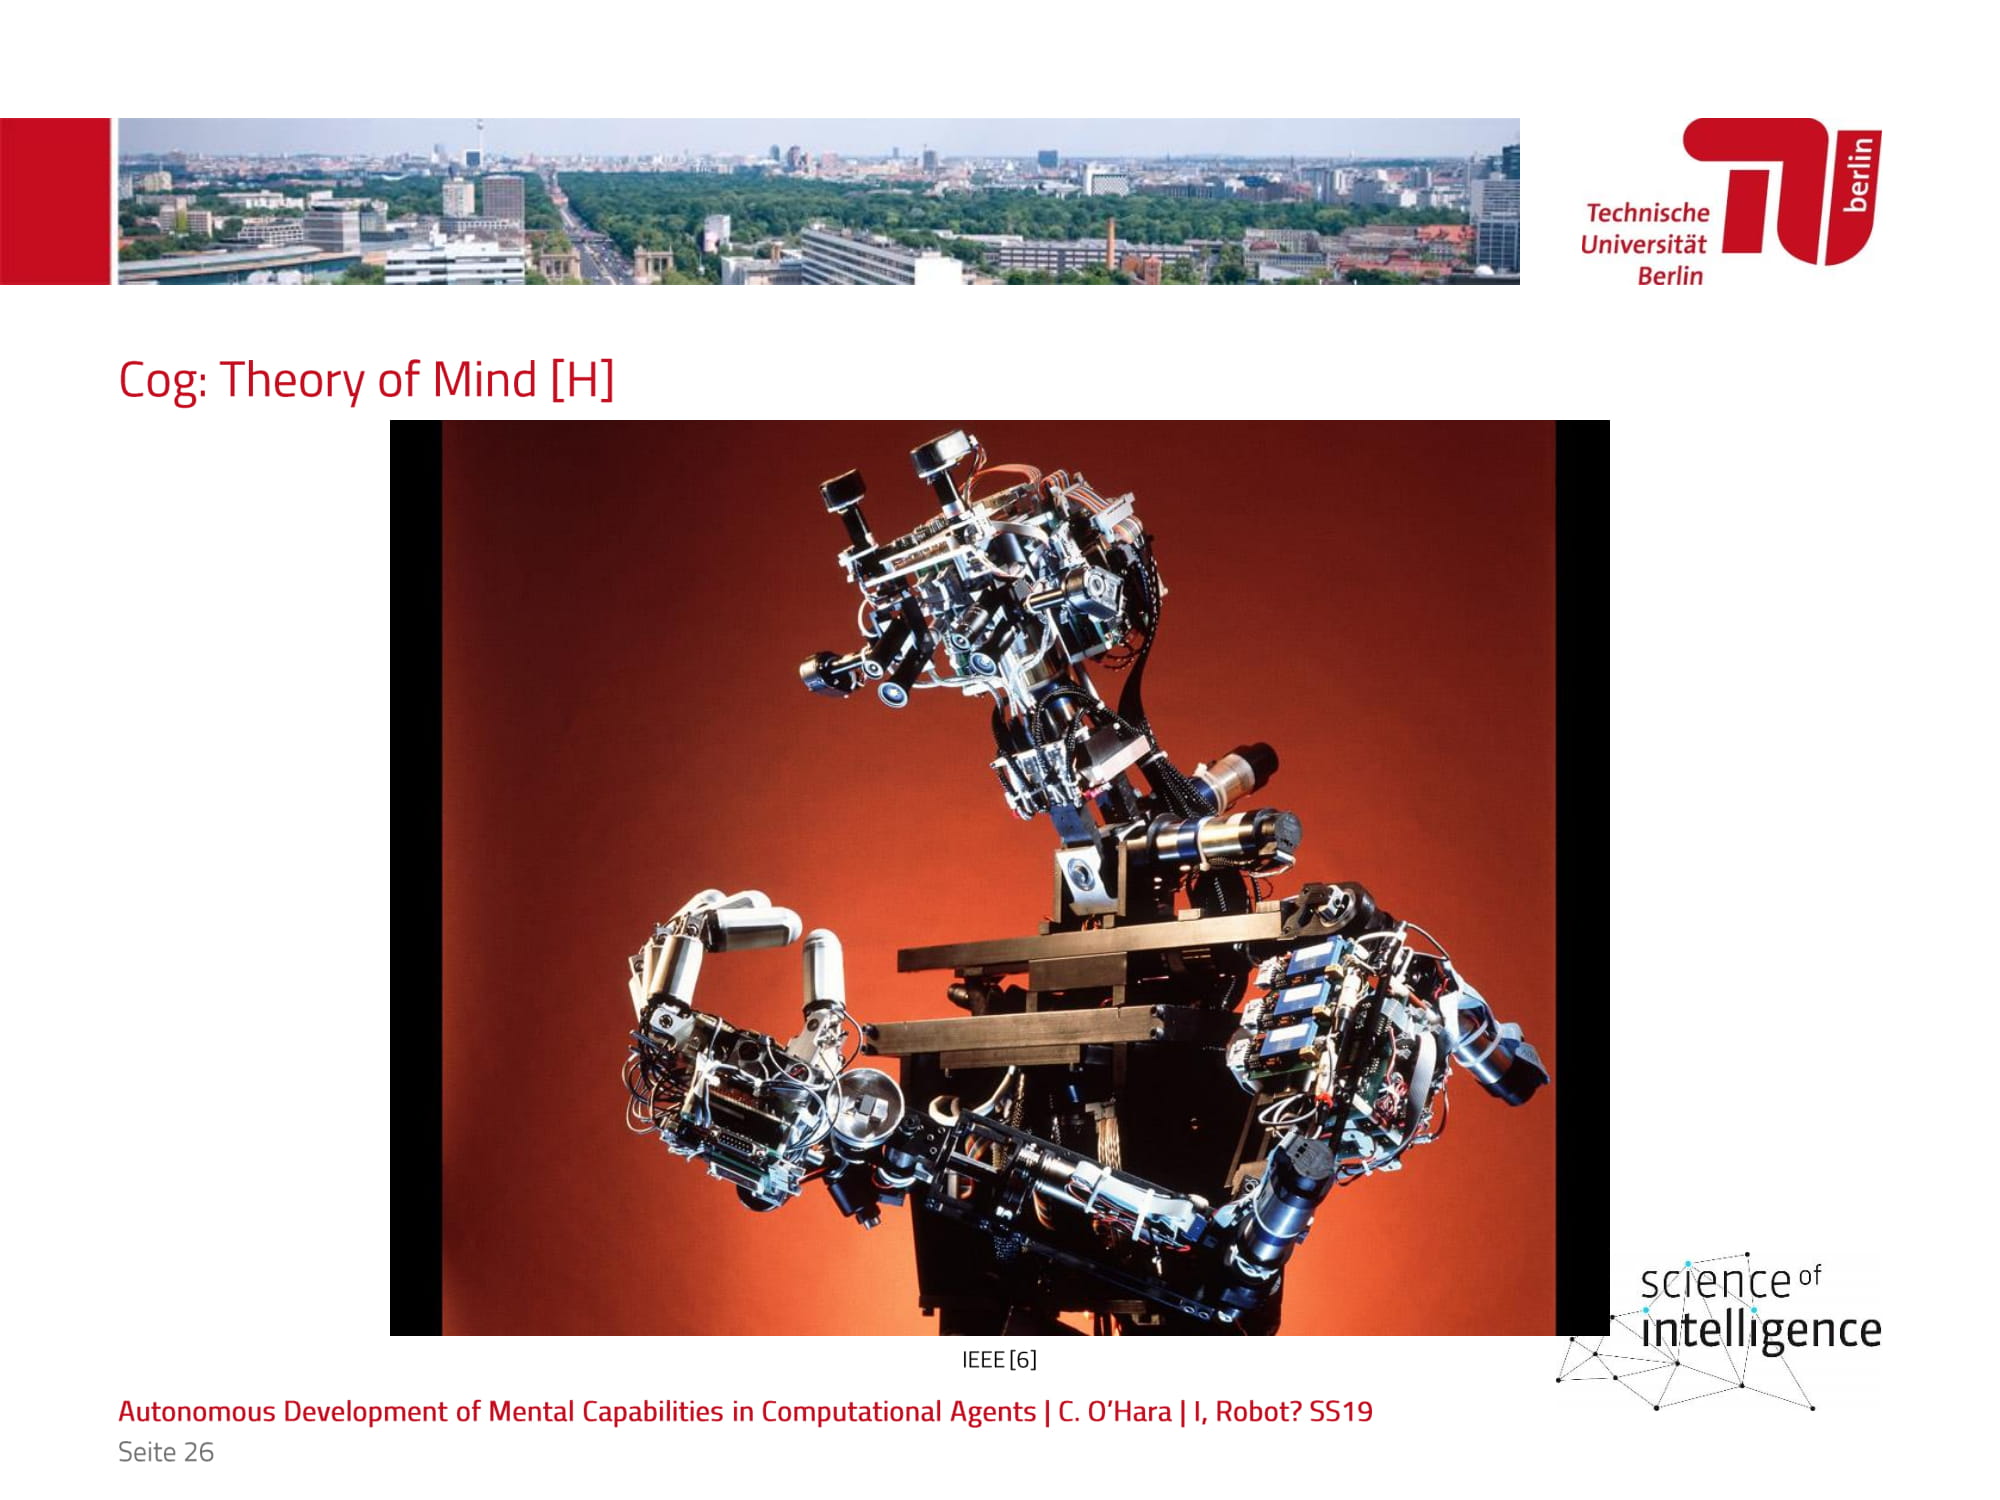 Technische
Universität
Berlin
berlin
Cog: Theory of Mind [H]
IEEE [6]
science of
intelligence
Autonomous Development of Mental Capabilities in Computational Agents | C. O'Hara | I, Robot? SS19
Seite 26